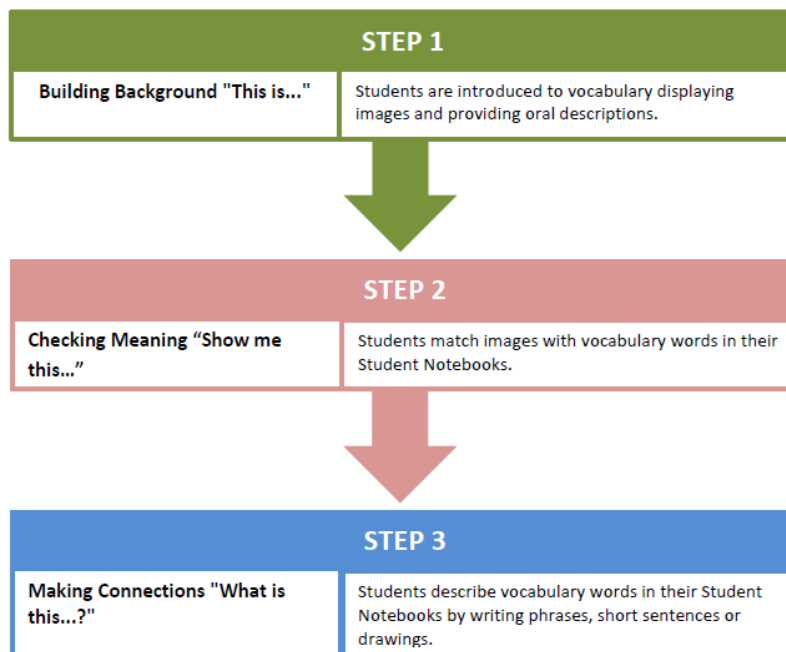 STEP 1
Building Background "This is..."
Students are introduced to vocabulary displaying
images and providing oral descriptions.
STEP 2
Checking Meaning “Show me
this...”
Students match images with vocabulary words in their
Student Notebooks.
STEP 3
Making Connections "What is
this...?"
Students describe vocabulary words in their Student
Notebooks by writing phrases, short sentences or
drawings.